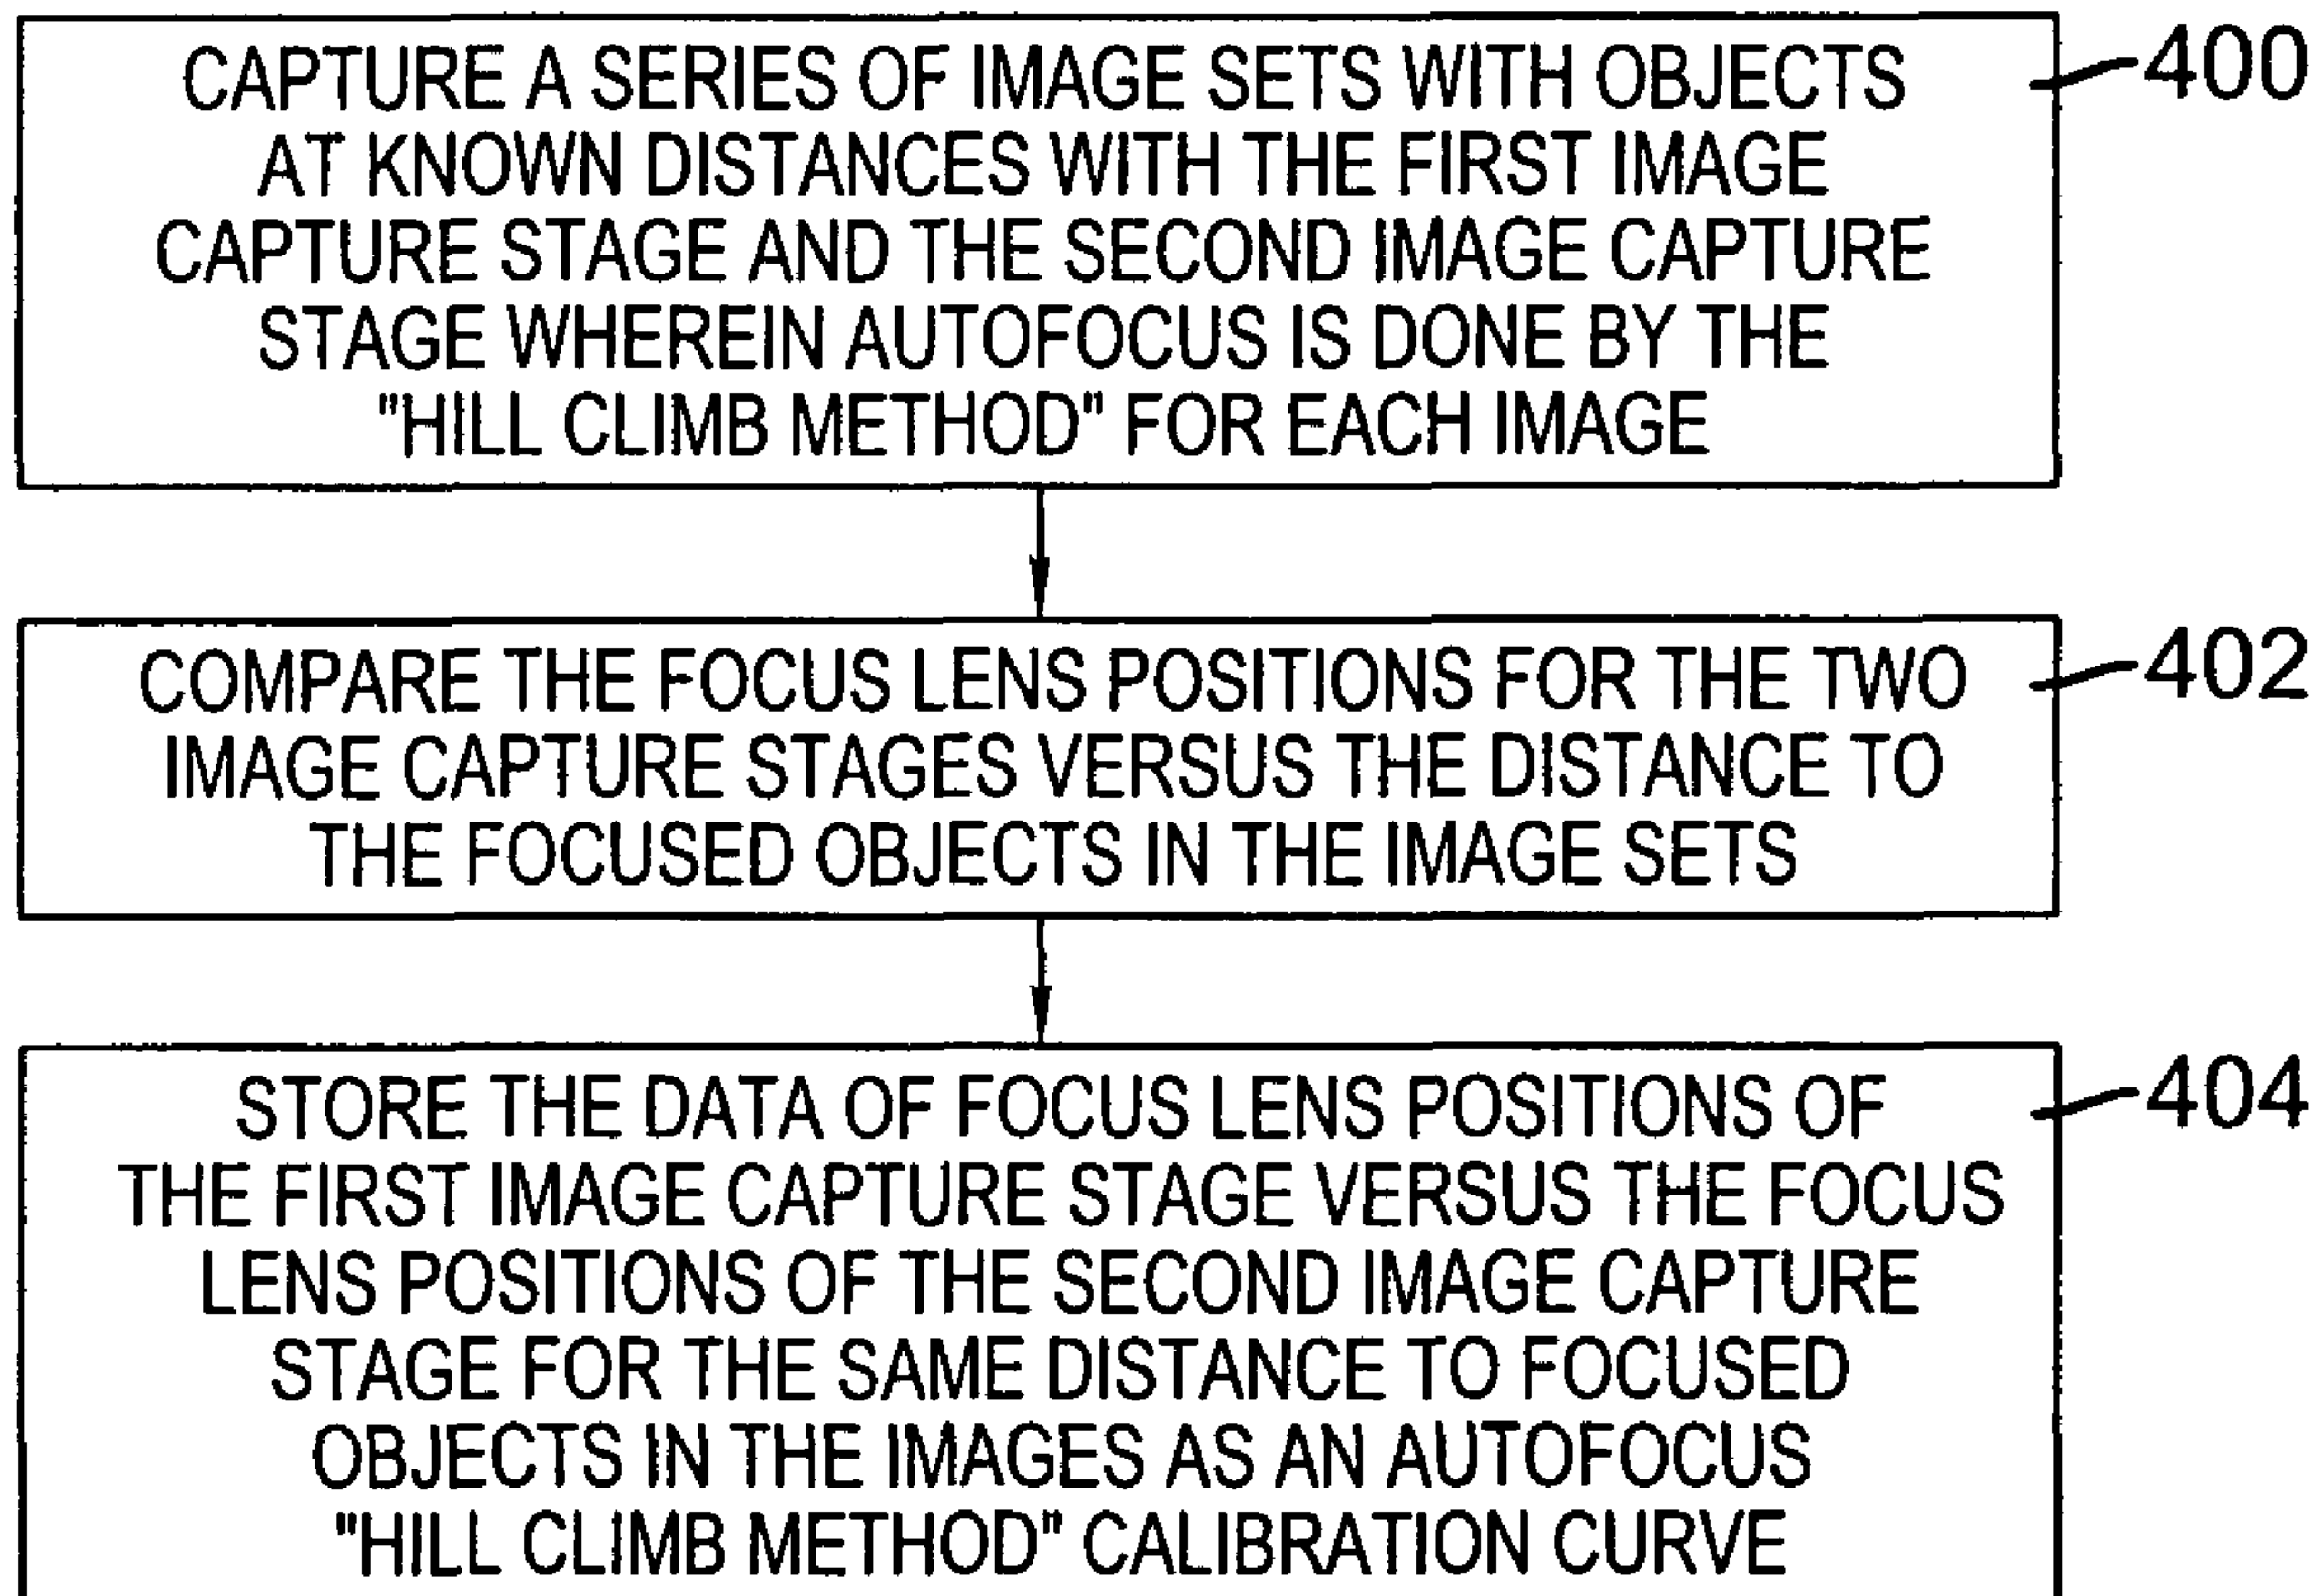 CAPTURE A SERIES OF IMAGE SETS WITH OBJECTS
AT KNOWN DISTANCES WITH THE FIRST IMAGE
CAPTURE STAGE AND THE SECOND IMAGE CAPTURE
STAGE WHEREIN AUTOFOCUS IS DONE BY THE
"HILL CLIMB METHOD" FOR EACH IMAGE
400
COMPARE THE FOCUS LENS POSITIONS FOR THE TWO
IMAGE CAPTURE STAGES VERSUS THE DISTANCE TO
THE FOCUSED OBJECTS IN THE IMAGE SETS
402
STORE THE DATA OF FOCUS LENS POSITIONS OF
THE FIRST IMAGE CAPTURE STAGE VERSUS THE FOCUS
LENS POSITIONS OF THE SECOND IMAGE CAPTURE
STAGE FOR THE SAME DISTANCE TO FOCUSED
OBJECTS IN THE IMAGES AS AN AUTOFOCUS
"HILL CLIMB METHOD" CALIBRATION CURVE
404